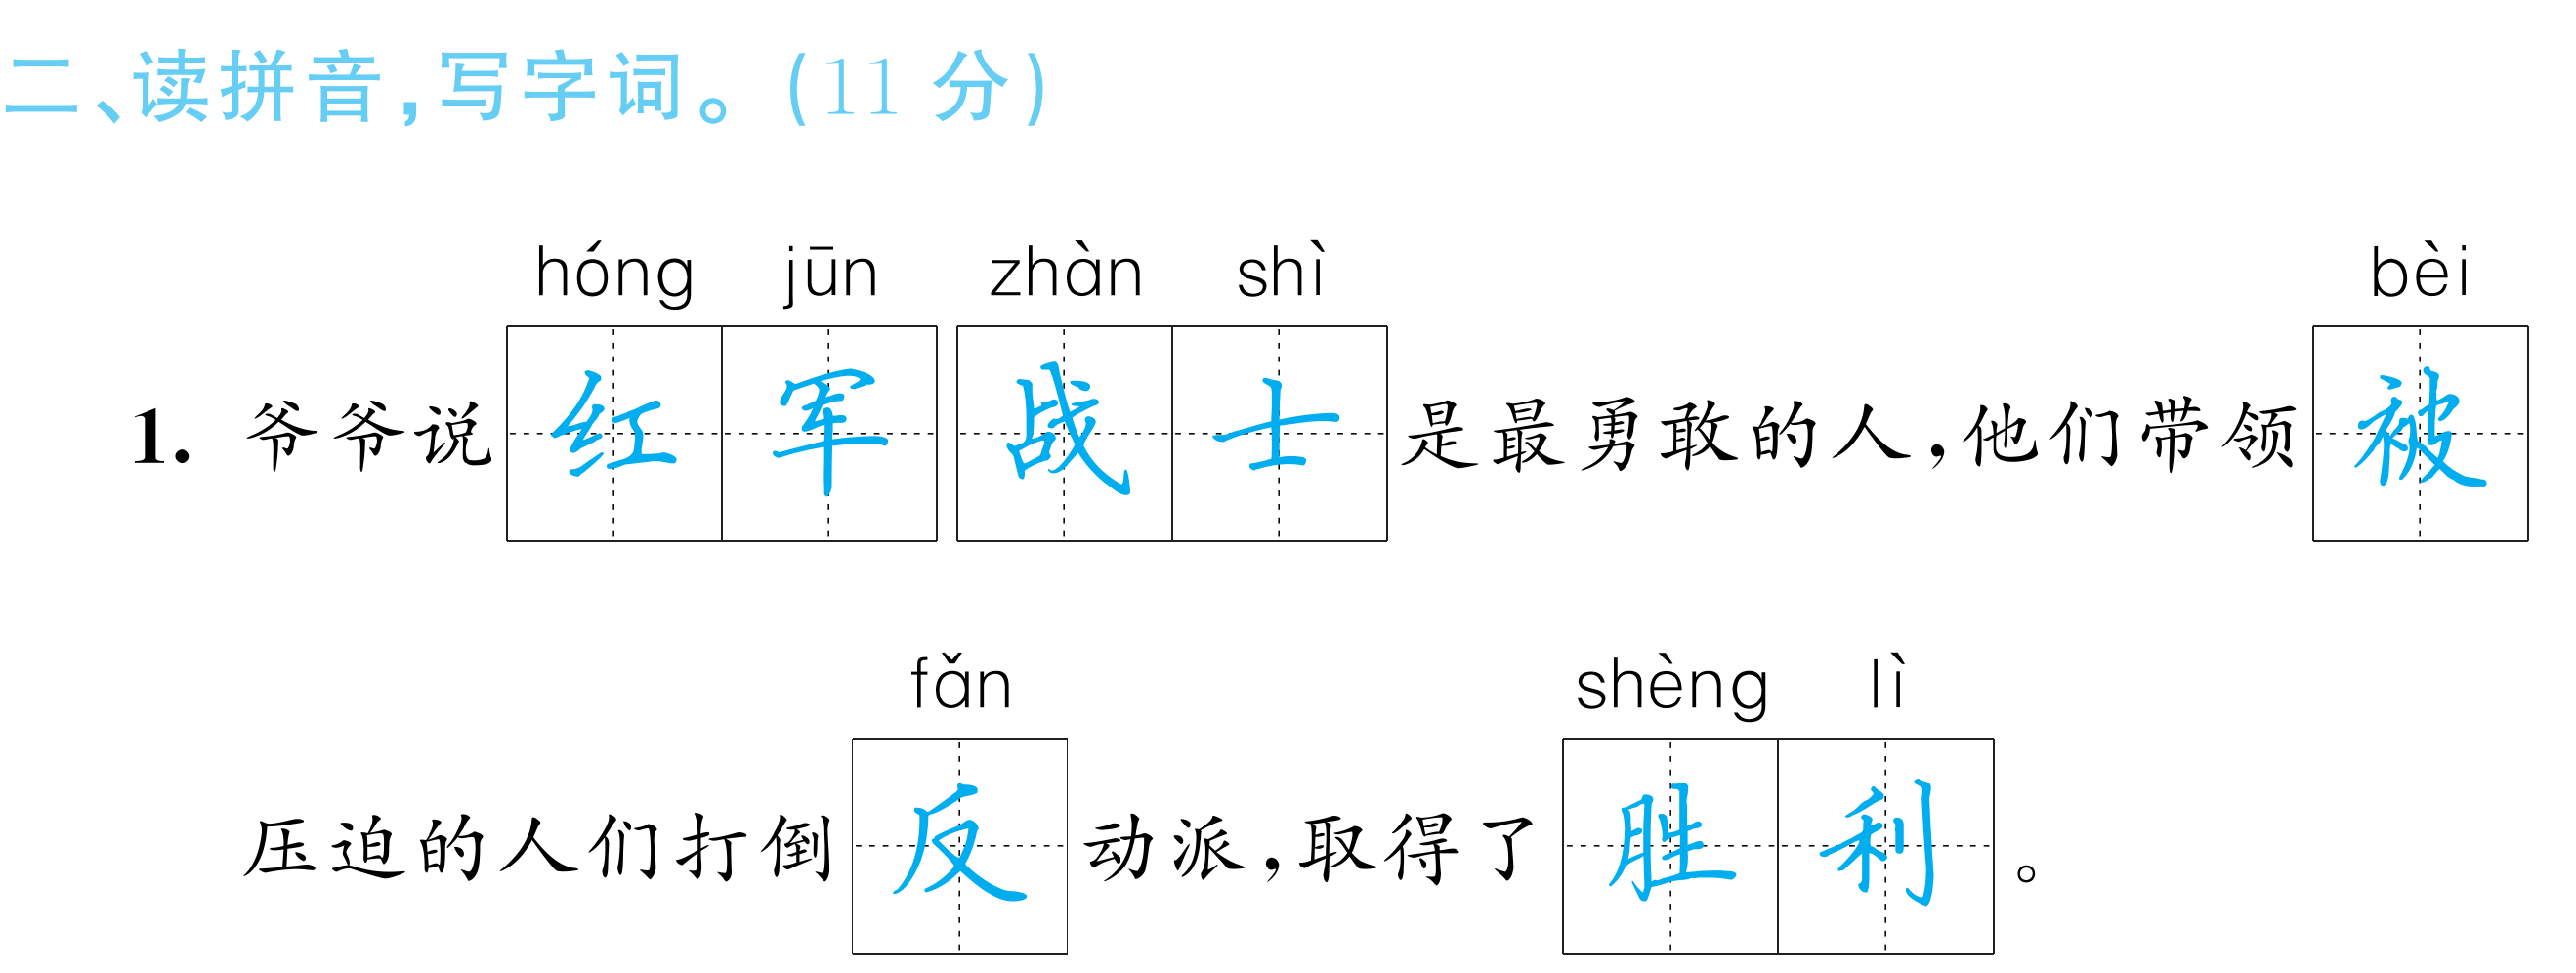 二、读拼音,写字词。(11 分)
hóng jūn zhàn shì bèi
1. 爷爷说红军战士是最勇敢的人,他们带领被
fǎn shèng lì
压迫的人们打倒反动派,取得了胜利。